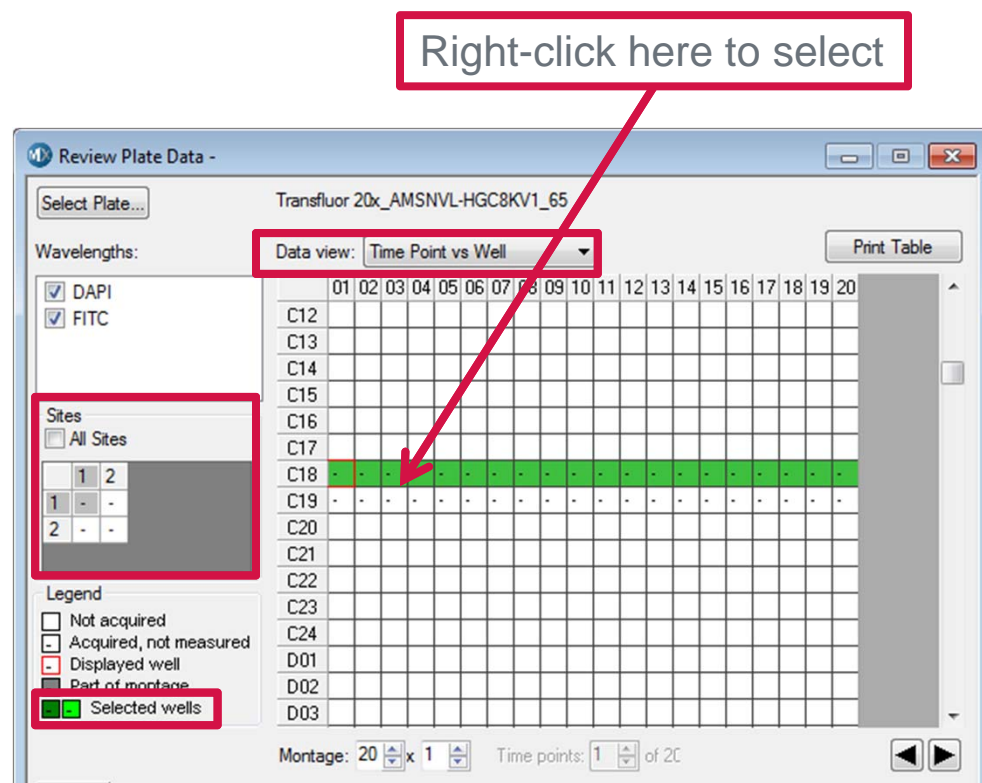 Right-click here to select
Review Plate Data -
Select Plate...
Transfluor 20x_AMSNVL-HGC8KV1_65
Wavelengths:
Data view: Time Point vs Well
Print Table
DAPI
FITC
01 02 03 04 05 06 07 08 09 10 11 12 13 14 15 16 17 18 19 20
C12
C13
C14
C15
C16
C17
C18 - - - - - - - - - - - - - - - - - - - -
C19 - - - - - - - - - - - - - - - - - - - -
C20
C21
C22
C23
C24
D01
D02
D03
Sites
All Sites
1 2
1 - -
2 - -
Legend
Not acquired
- Acquired, not measured
- Displayed well
Part of montage
- - Selected wells
Montage: 20 x 1
Time points: 1 of 20